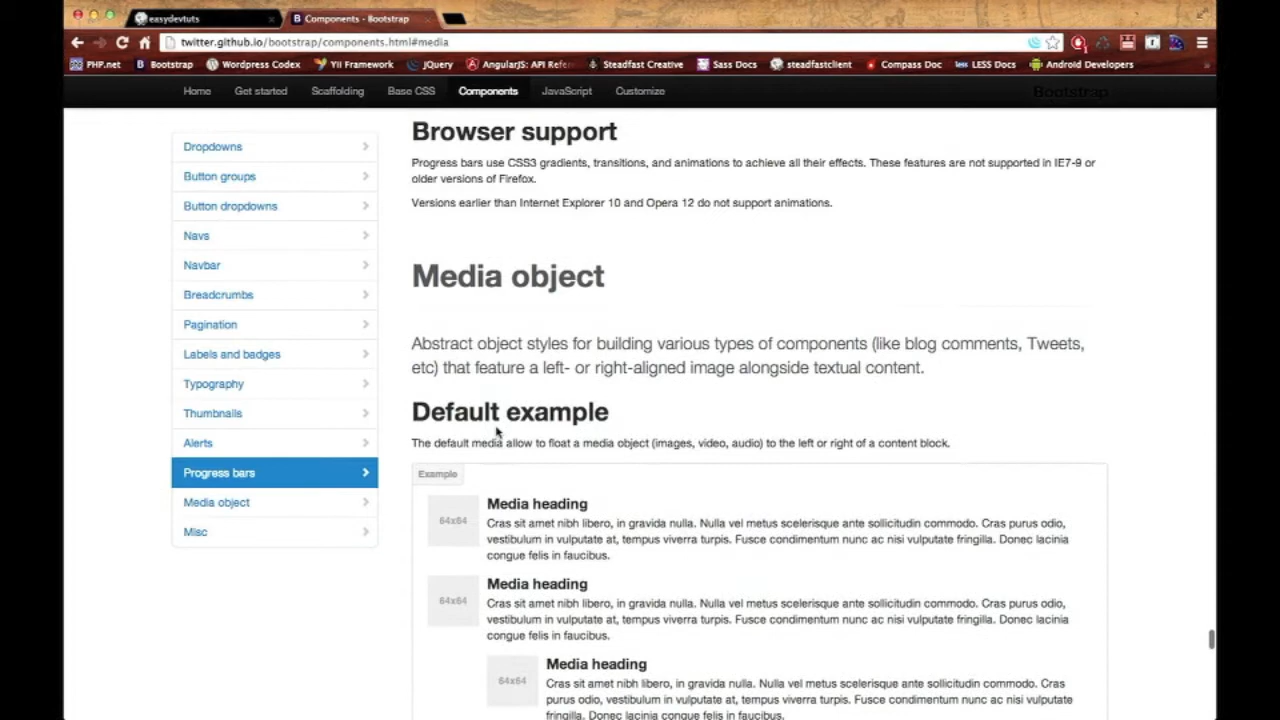 easydevtuts
Components · Bootstrap
twitter.github.io/bootstrap/components.html#media
PHP.net
Bootstrap
Wordpress Codex
Yii Framework
jQuery
AngularJS: API Refe
Steadfast Creative
Sass Docs
steadfastclient
Compass Doc
LESS Docs
Android Developers
Home Get started Scaffolding Base CSS Components JavaScript Customize Bootstrap
Dropdowns
Button groups
Button dropdowns
Navs
Navbar
Breadcrumbs
Pagination
Labels and badges
Typography
Thumbnails
Alerts
Progress bars
Media object
Misc
Browser support
Progress bars use CSS3 gradients, transitions, and animations to achieve all their effects. These features are not supported in IE7-9 or
older versions of Firefox.
Versions earlier than Internet Explorer 10 and Opera 12 do not support animations.
Media object
Abstract object styles for building various types of components (like blog comments, Tweets,
etc) that feature a left- or right-aligned image alongside textual content.
Default example
The default media allow to float a media object (images, video, audio) to the left or right of a content block.
Example
64x64
Media heading
Cras sit amet nibh libero, in gravida nulla. Nulla vel metus scelerisque ante sollicitudin commodo. Cras purus odio,
vestibulum in vulputate at, tempus viverra turpis. Fusce condimentum nunc ac nisi vulputate fringilla. Donec lacinia
congue felis in faucibus.
64x64
Media heading
Cras sit amet nibh libero, in gravida nulla. Nulla vel metus scelerisque ante sollicitudin commodo. Cras purus odio,
vestibulum in vulputate at, tempus viverra turpis. Fusce condimentum nunc ac nisi vulputate fringilla. Donec lacinia
congue felis in faucibus.
64x64
Media heading
Cras sit amet nibh libero, in gravida nulla. Nulla vel metus scelerisque ante sollicitudin commodo. Cras
purus odio, vestibulum in vulputate at, tempus viverra turpis. Fusce condimentum nunc ac nisi vulputate
fringilla. Donec lacinia congue felis in faucibus.